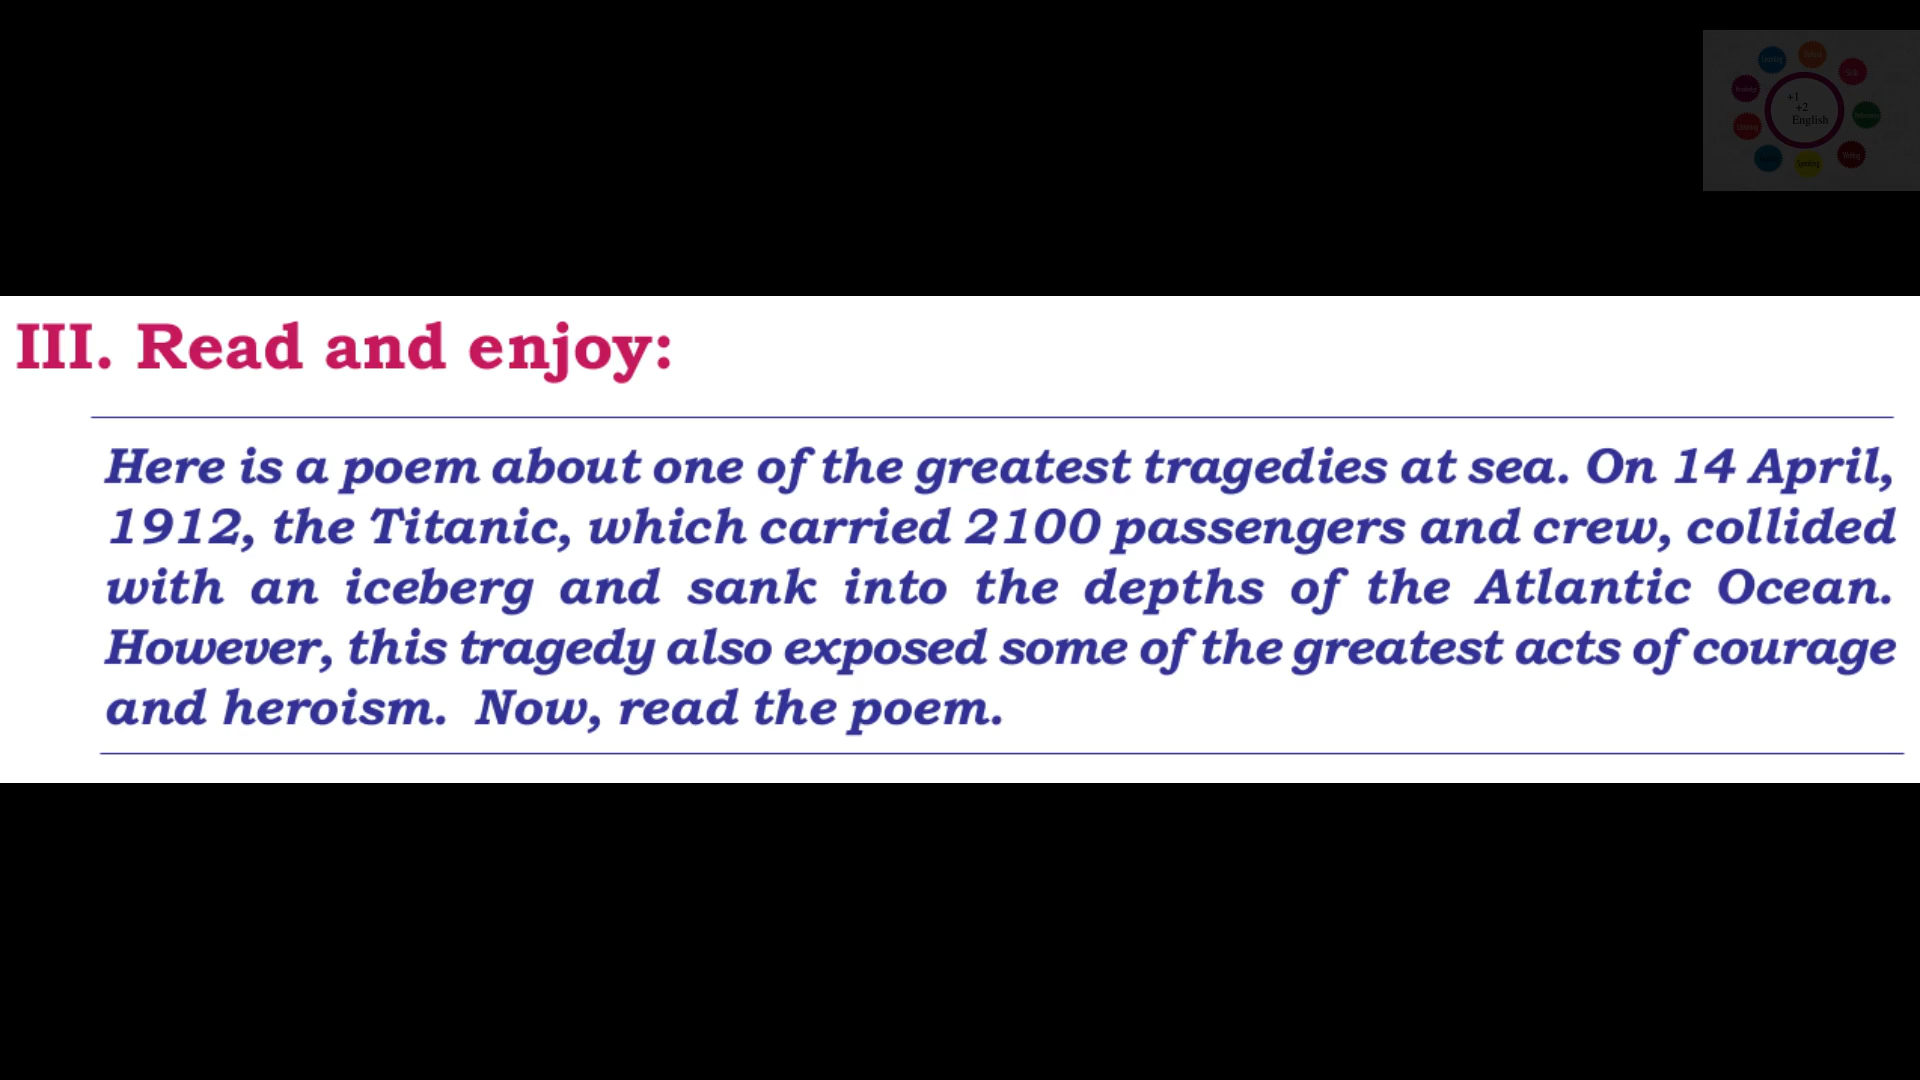 +1
+2
English
III. Read and enjoy:
Here is a poem about one of the greatest tragedies at sea. On 14 April,
1912, the Titanic, which carried 2100 passengers and crew, collided
with an iceberg and sank into the depths of the Atlantic Ocean.
However, this tragedy also exposed some of the greatest acts of courage
and heroism. Now, read the poem.